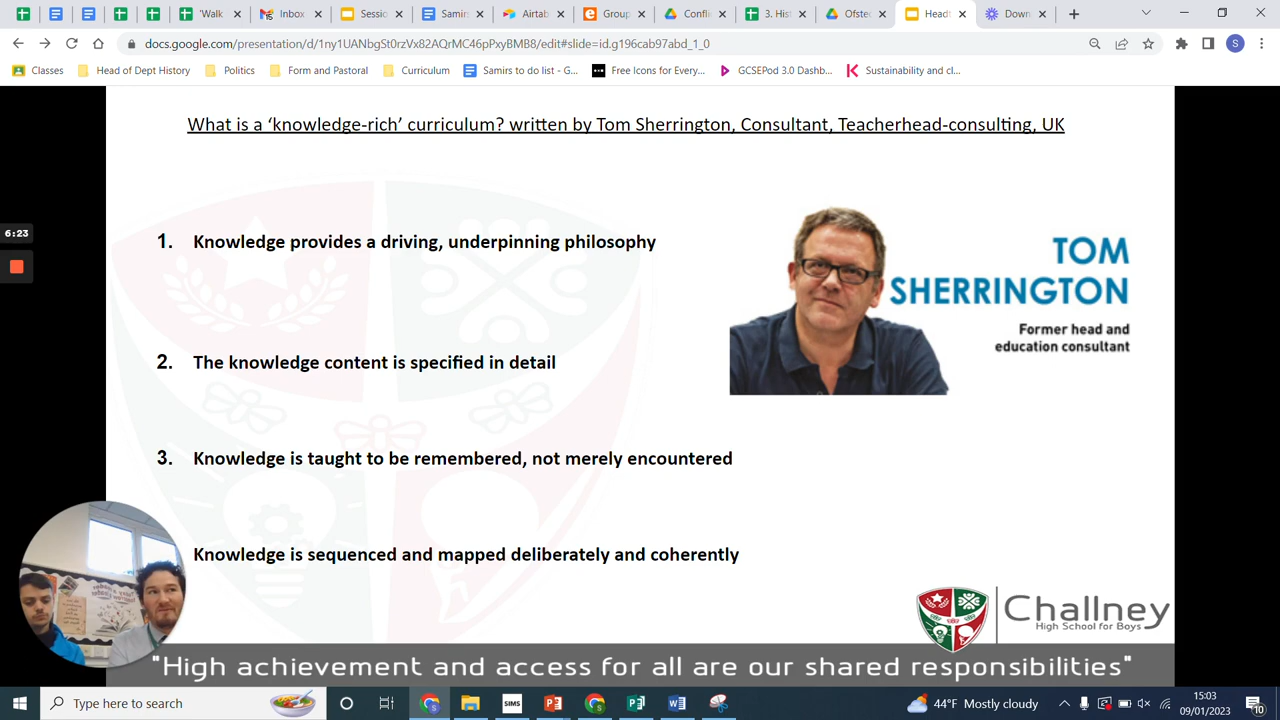 'Walk
Inbox
Sessio
Samir
Airtab
Group
Confli
3. His
Ofste
Head
Down
docs.google.com/presentation/d/1ny1UANbgSt0rzVx82AQrMC46pPxyBMB8/edit#slide=id.g196cab97abd_1_0
S
Classes
Head of Dept History
Politics
Form and Pastoral
Curriculum
Samirs to do list - G...
Free Icons for Every...
GCSEPod 3.0 Dashb...
Sustainability and cl...
What is a ‘knowledge-rich’ curriculum? written by Tom Sherrington, Consultant, Teacherhead-consulting, UK
6:23
1. Knowledge provides a driving, underpinning philosophy
TOM
SHERRINGTON
Former head and
education consultant
2. The knowledge content is specified in detail
3. Knowledge is taught to be remembered, not merely encountered
Knowledge is sequenced and mapped deliberately and coherently
Challney
High School for Boys
"High achievement and access for all are our shared responsibilities"
Type here to search
SIMS
44°F Mostly cloudy
15:03
09/01/2023
10